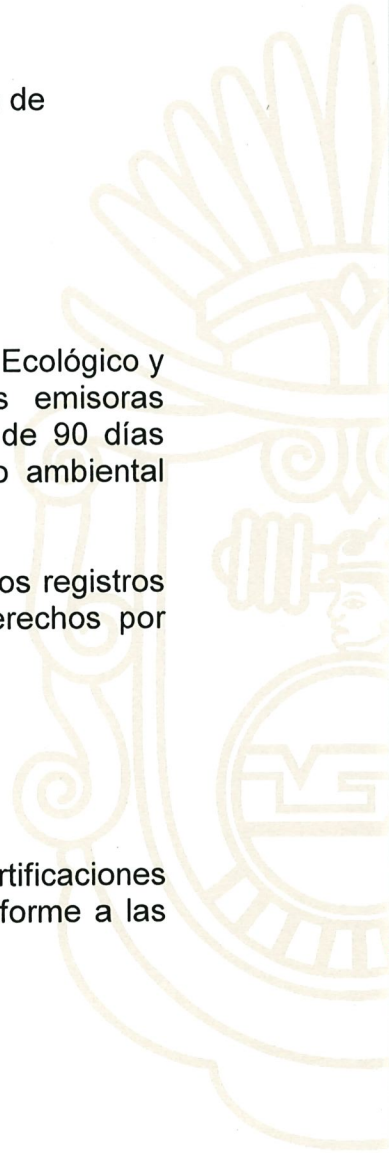 de
Ecológico y
s emisoras
de 90 días
o ambiental
os registros
erechos por
rtificaciones
forme a las